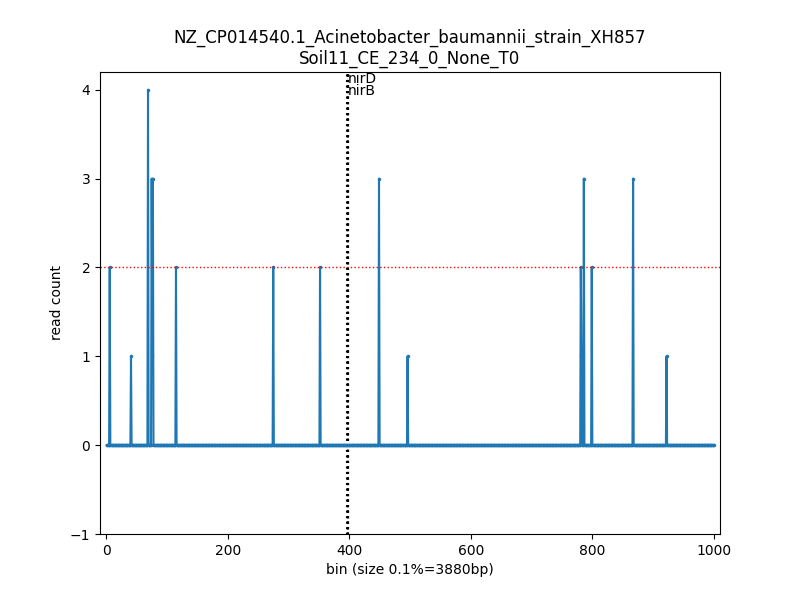 NZ_CP014540.1_Acinetobacter_baumannii_strain_XH857
Soil11_CE_234_0_None_T0
nirD
nirB
4
3
2
1
0
−1
read count
0 200 400 600 800 1000
bin (size 0.1%=3880bp)